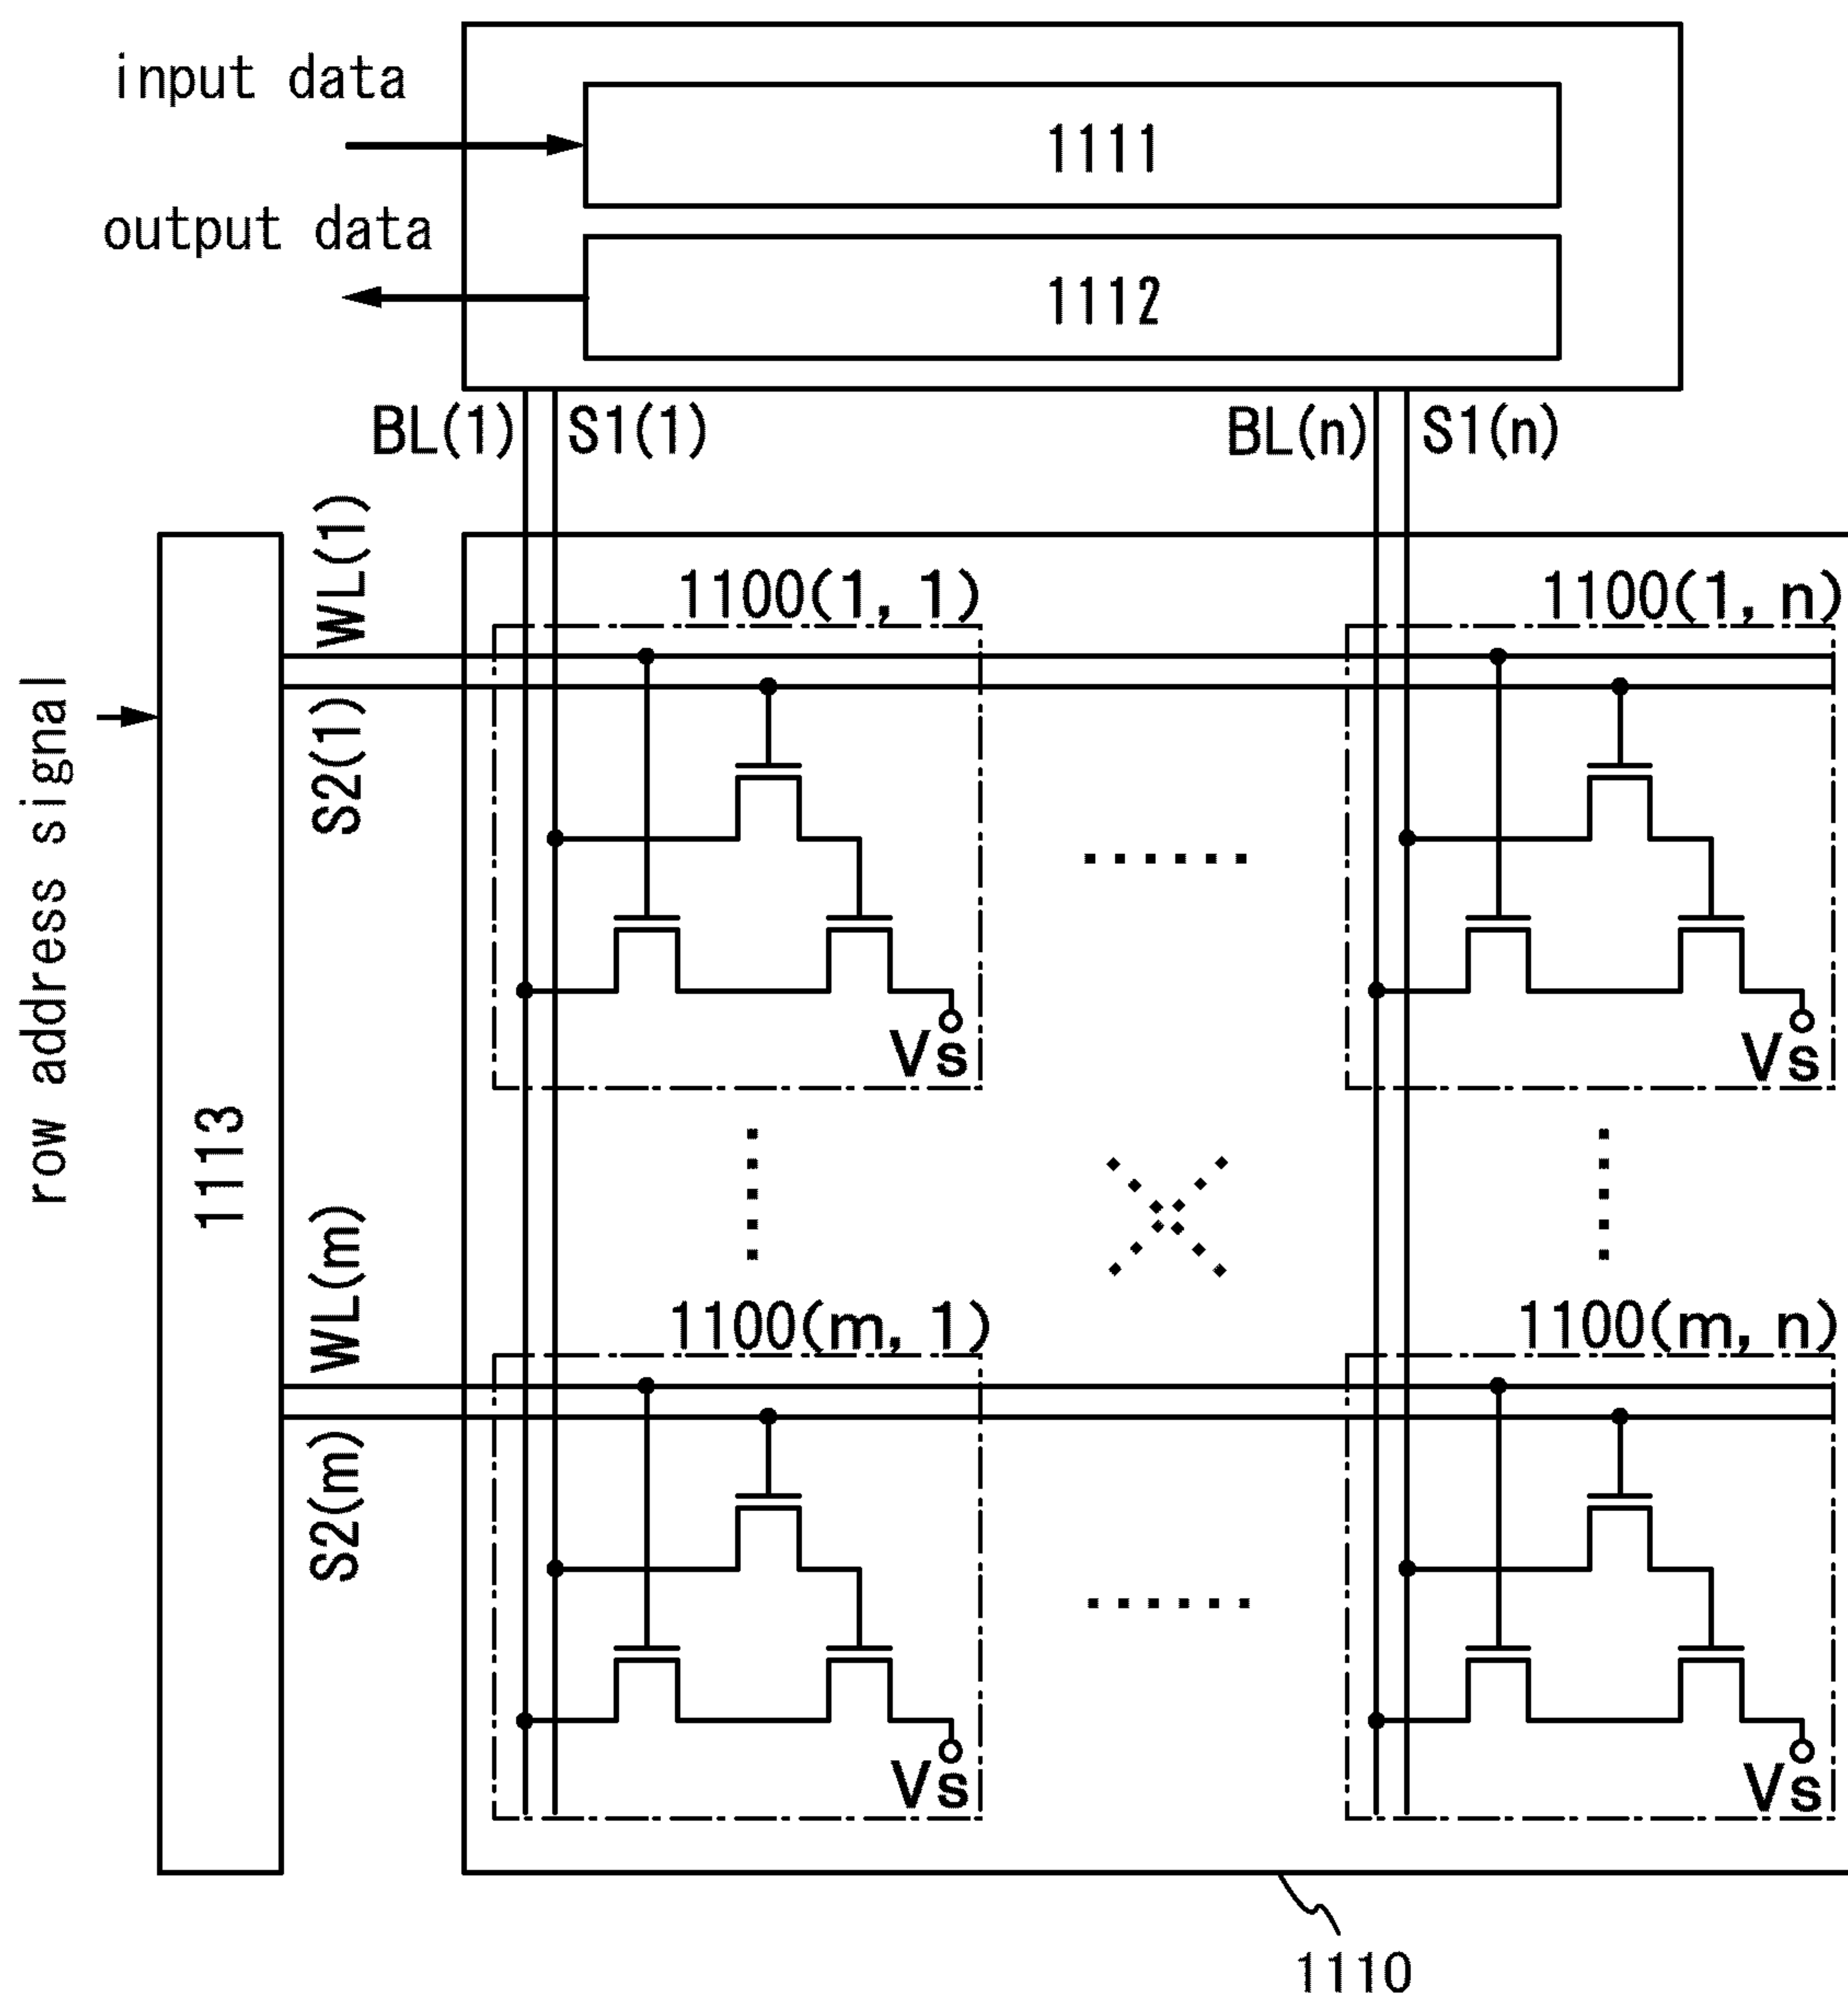 input data
1111
output data
1112
BL(1)
S1(1)
BL(n)
S1(n)
WL(1)
S2(1)
1100(1, 1)
1100(1, n)
row address signal
1113
Vs
Vs
WL(m)
S2(m)
1100(m, 1)
1100(m, n)
Vs
Vs
1110